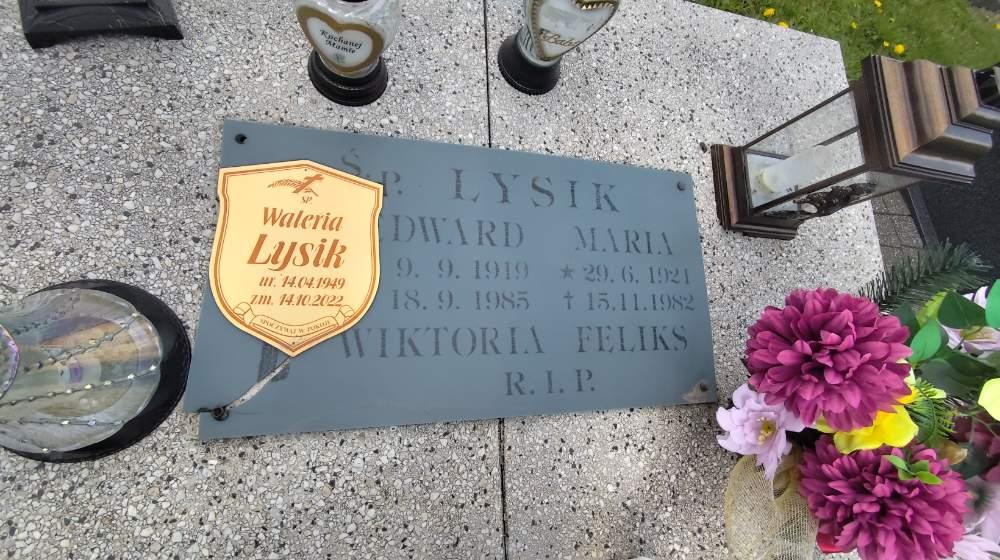 Kochanej
Mamie
Babci
Ś.P. LYSIK
EDWARD MARIA
9. 9. 1919 ★ 29. 6. 1921
18. 9. 1985 † 15. 11. 1982
WIKTORIA FELIKS
R. I. P.
ŚP.
Waleria
Lysik
ur. 14.04.1949
zm. 14.10.2022
SPOCZYWAJ W POKOJU